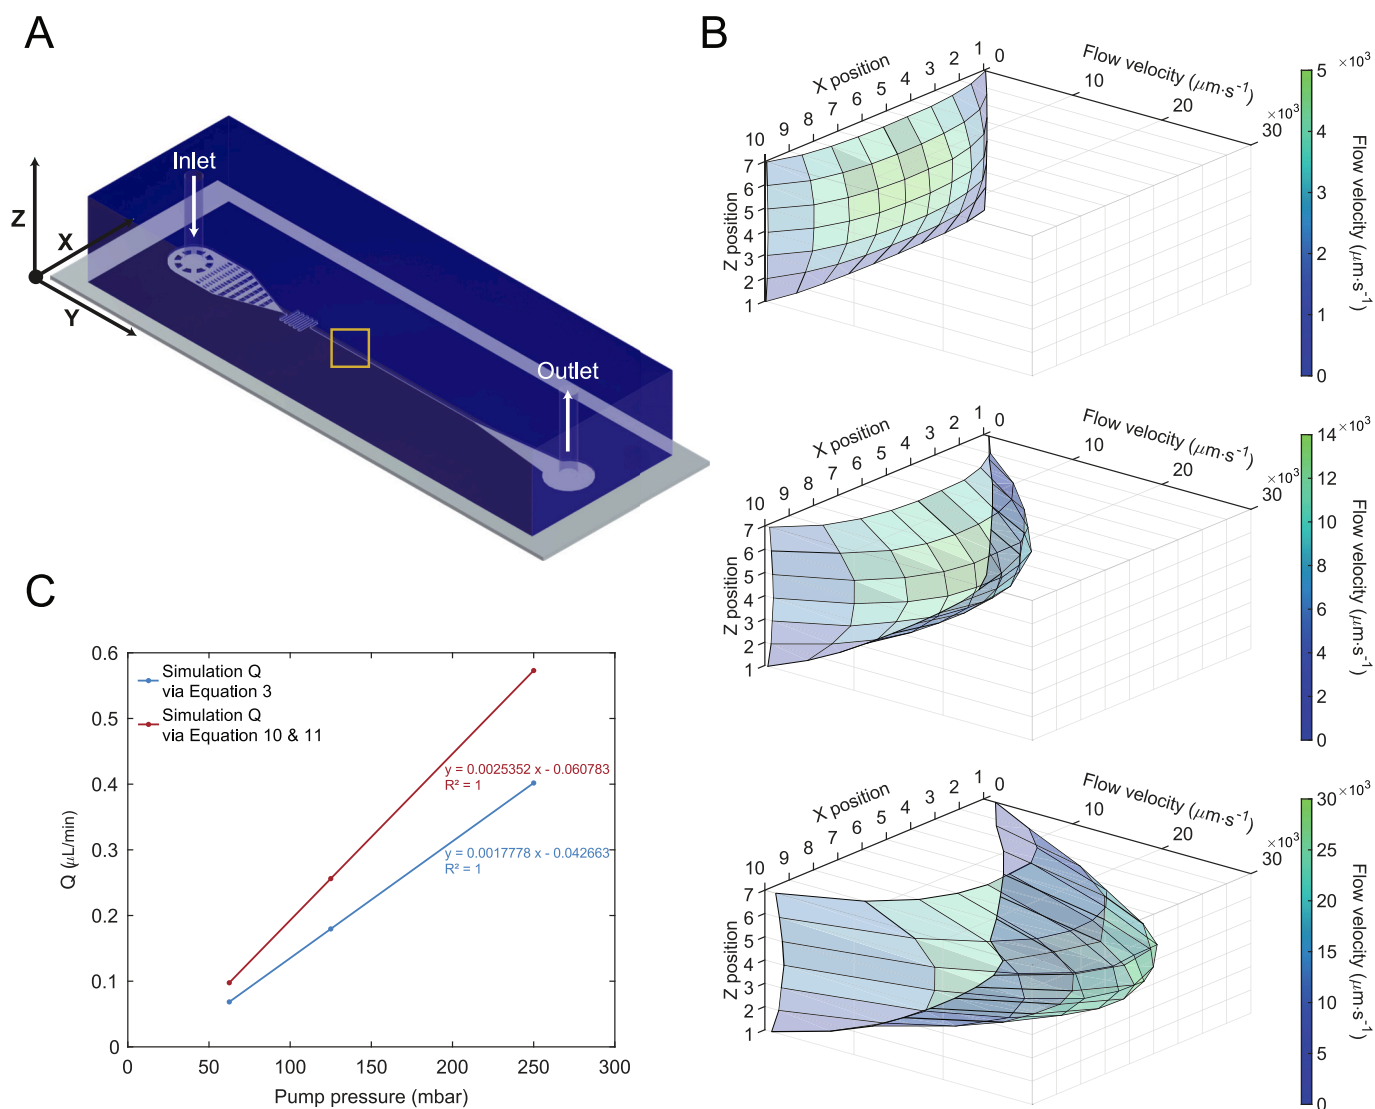 A
Inlet
Z
X
Y
Outlet
B
X position
10 9 8 7 6 5 4 3 2 1
Flow velocity (μm·s⁻¹)
0 10 20 30 ×10³
Z position
7
6
5
4
3
2
1
×10³
5
4
3
2
1
0
Flow velocity (μm·s⁻¹)
X position
10 9 8 7 6 5 4 3 2 1
Flow velocity (μm·s⁻¹)
0 10 20 30 ×10³
Z position
7
6
5
4
3
2
1
×10³
14
12
10
8
6
4
2
0
Flow velocity (μm·s⁻¹)
X position
10 9 8 7 6 5 4 3 2 1
Flow velocity (μm·s⁻¹)
0 10 20 30 ×10³
Z position
7
6
5
4
3
2
1
×10³
30
25
20
15
10
5
0
Flow velocity (μm·s⁻¹)
C
Q (μL/min)
0.6
0.5
0.4
0.3
0.2
0.1
0
Simulation Q
via Equation 3
Simulation Q
via Equation 10 & 11
y = 0.0025352 x - 0.060783
R² = 1
y = 0.0017778 x - 0.042663
R² = 1
0 50 100 150 200 250 300
Pump pressure (mbar)